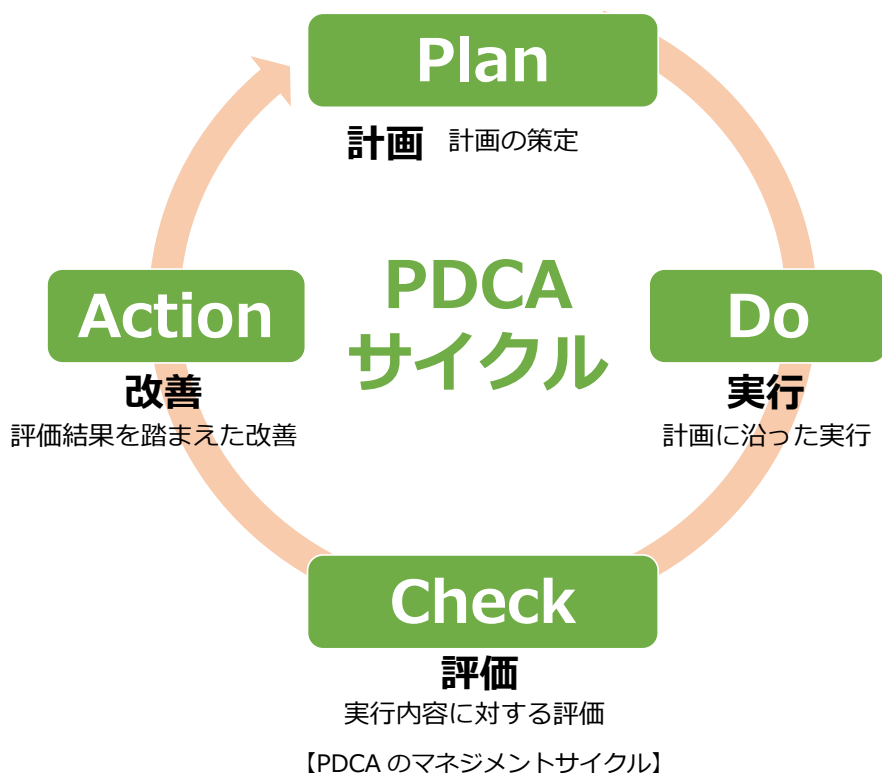 Plan
計画 計画の策定
PDCA
サイクル
Action
改善
評価結果を踏まえた改善
Do
実行
計画に沿った実行
Check
評価
実行内容に対する評価
【PDCA のマネジメントサイクル】